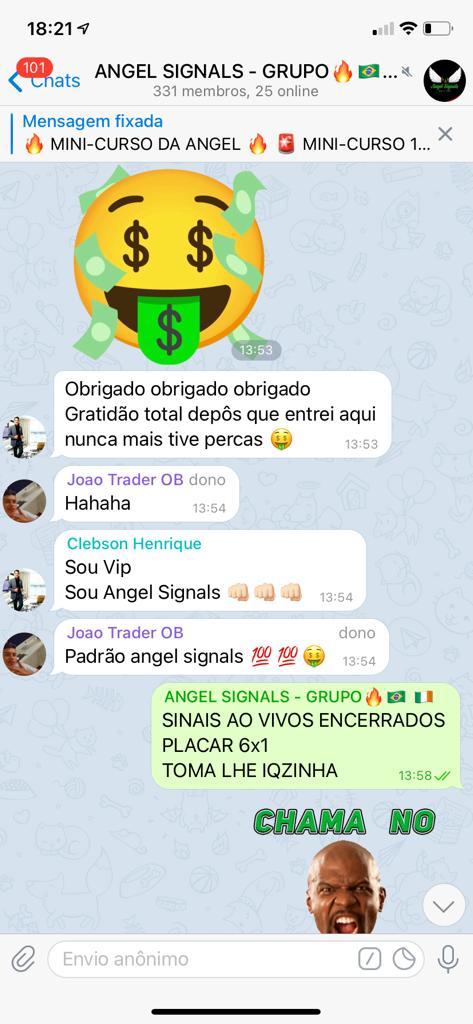 18:21
101
Chats
ANGEL SIGNALS - GRUPO🔥🇧🇷...
331 membros, 25 online
Mensagem fixada
🔥 MINI-CURSO DA ANGEL 🔥 🚨 MINI-CURSO 1...
$ $
$
13:53
Obrigado obrigado obrigado
Gratidão total depôs que entrei aqui
nunca mais tive percas 🤑
13:53
Joao Trader OB dono
Hahaha
13:54
Clebson Henrique
Sou Vip
Sou Angel Signals 👊🏻👊🏻👊🏻
13:54
Joao Trader OB dono
Padrão angel signals 💯 💯 🤑
13:54
ANGEL SIGNALS - GRUPO🔥🇧🇷 🇮🇪
SINAIS AO VIVOS ENCERRADOS
PLACAR 6x1
TOMA LHE IQZINHA
13:58
CHAMA NO
Envio anônimo